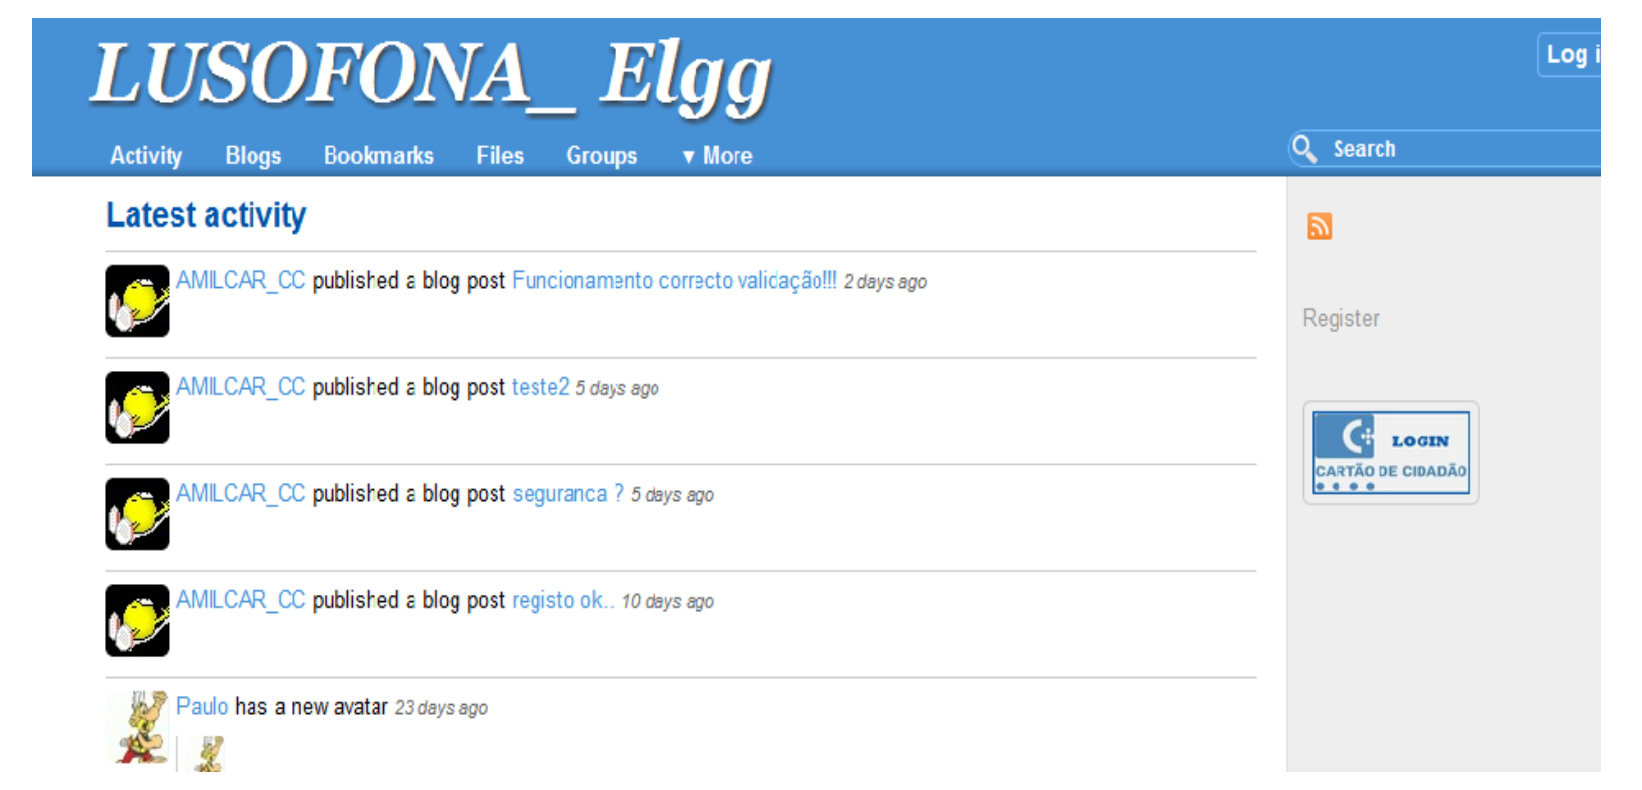 LUSOFONA_ Elgg
Log i
Activity Blogs Bookmarks Files Groups ▾ More
Search
Latest activity
AMILCAR_CC published a blog post Funcionamento correcto validação!!! 2 days ago
AMILCAR_CC published a blog post teste2 5 days ago
AMILCAR_CC published a blog post seguranca ? 5 days ago
AMILCAR_CC published a blog post registo ok.. 10 days ago
Paulo has a new avatar 23 days ago
Register
LOGIN
CARTÃO DE CIDADÃO